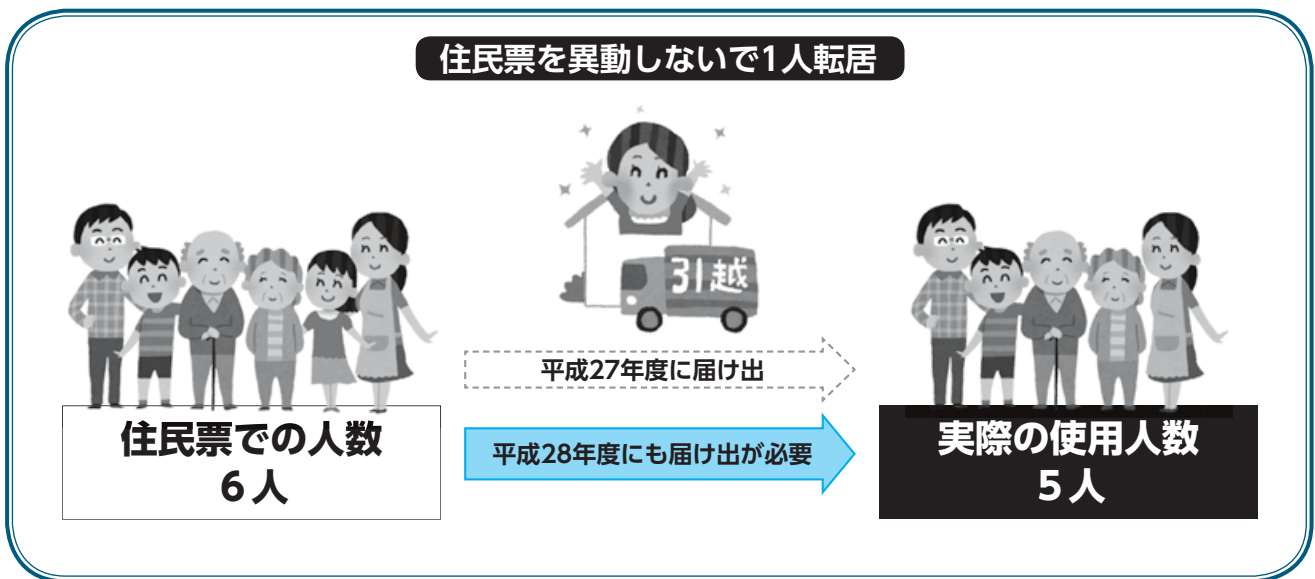 住民票を異動しないで1人転居
31越
平成27年度に届け出
平成28年度にも届け出が必要
住民票での人数
6人
実際の使用人数
5人